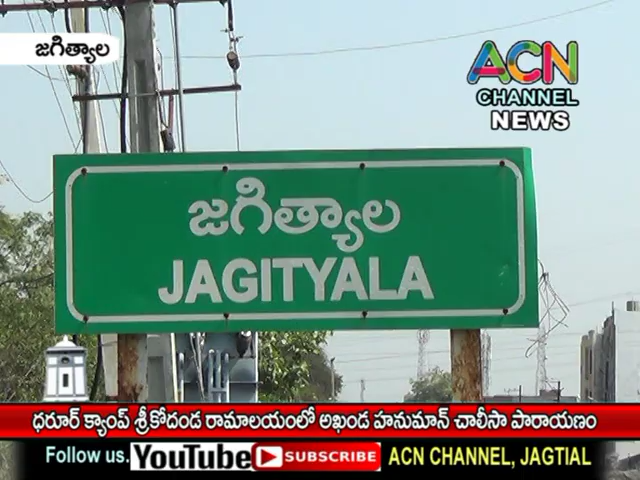 జగిత్యాల
ACN
CHANNEL
NEWS
జగిత్యాల
JAGITYALA
ధరూర్ క్యాంప్ శ్రీకోదండ రామాలయంలో అఖండ హనుమాన్ చాలీసా పారాయణం
Follow us. YouTube SUBSCRIBE ACN CHANNEL, JAGTIAL